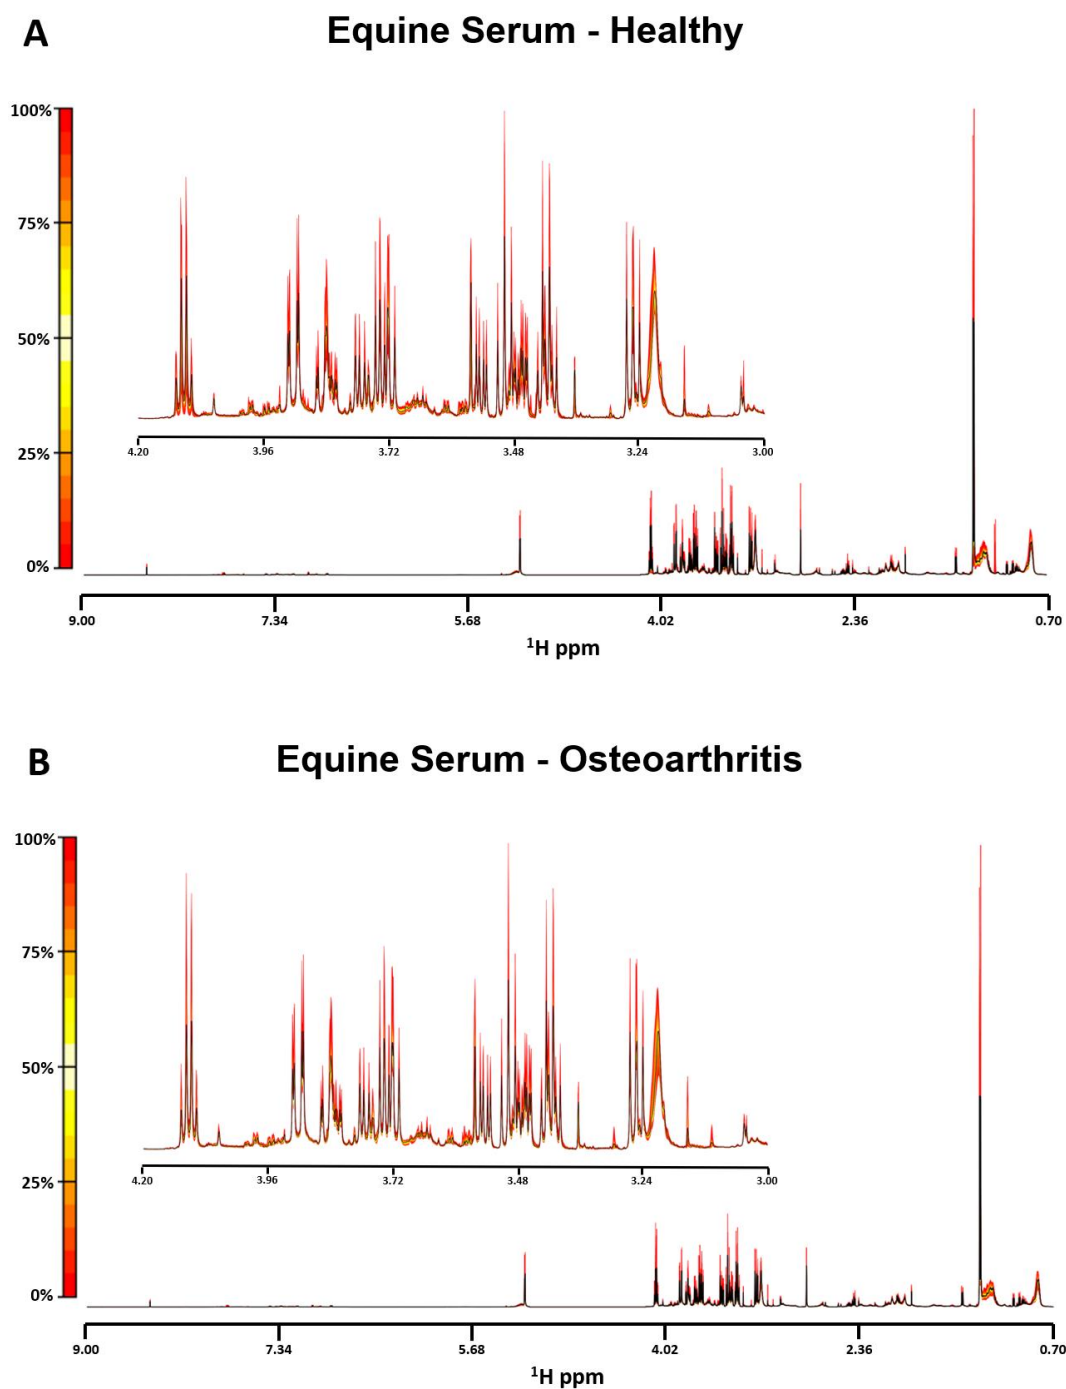 A
Equine Serum - Healthy
100%
75%
50%
25%
0%
4.20 3.96 3.72 3.48 3.24 3.00
9.00 7.34 5.68 4.02 2.36 0.70
¹H ppm
B
Equine Serum - Osteoarthritis
100%
75%
50%
25%
0%
4.20 3.96 3.72 3.48 3.24 3.00
9.00 7.34 5.68 4.02 2.36 0.70
¹H ppm